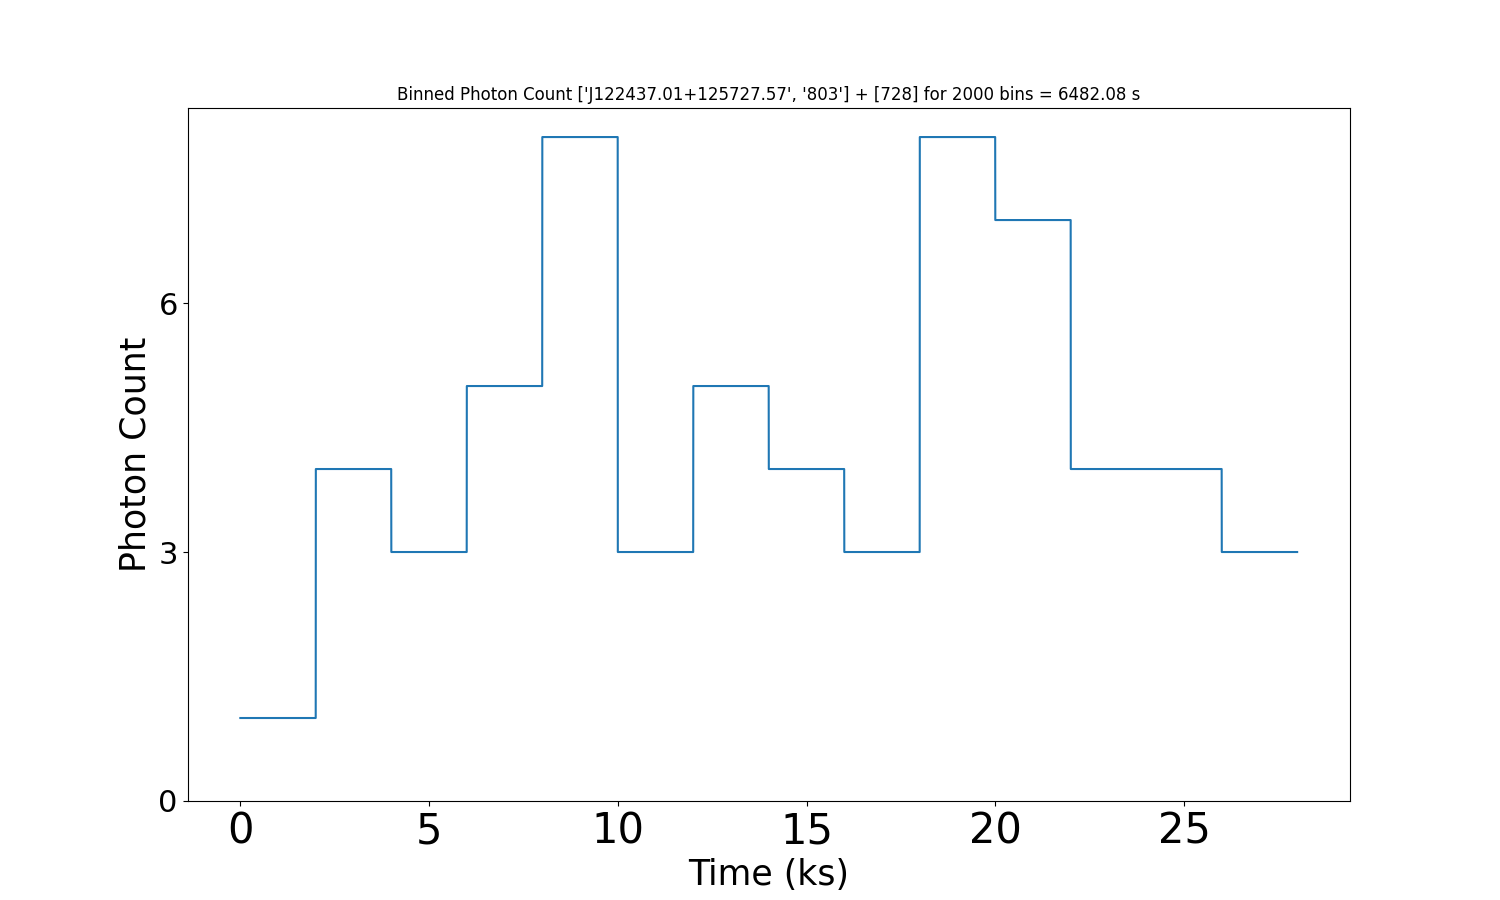 Binned Photon Count ['J122437.01+125727.57', '803'] + [728] for 2000 bins = 6482.08 s
Photon Count
6
3
0
0 5 10 15 20 25
Time (ks)